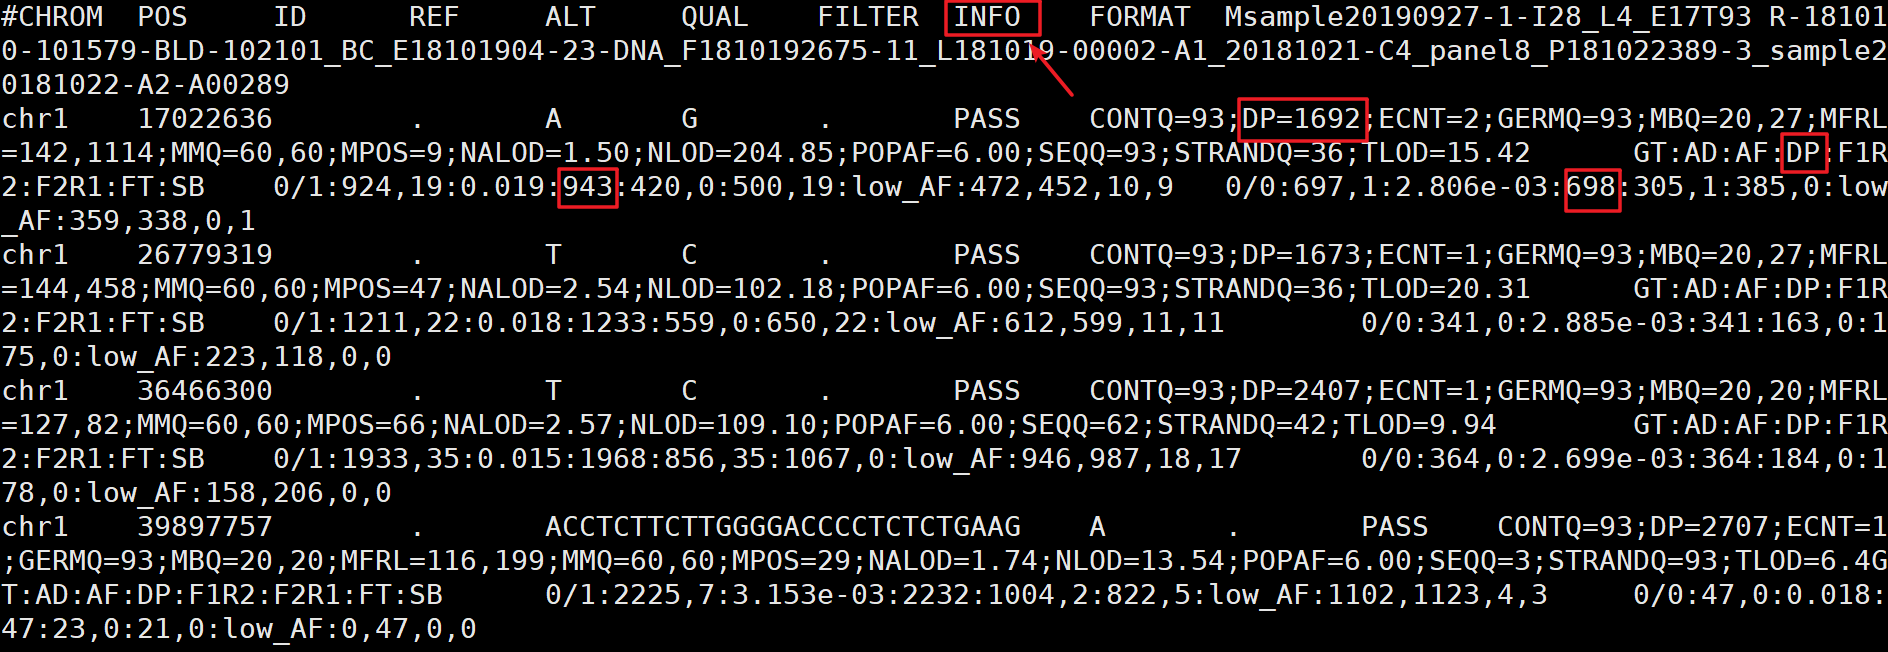 #CHROM POS ID REF ALT QUAL FILTER INFO FORMAT Msample20190927-1-I28_L4_E17T93 R-18101
0-101579-BLD-102101_BC_E18101904-23-DNA_F1810192675-11_L181019-00002-A1_20181021-C4_panel8_P181022389-3_sample2
0181022-A2-A00289
chr1 17022636 . A G . PASS CONTQ=93;DP=1692;ECNT=2;GERMQ=93;MBQ=20,27;MFRL
=142,1114;MMQ=60,60;MPOS=9;NALOD=1.50;NLOD=204.85;POPAF=6.00;SEQQ=93;STRANDQ=36;TLOD=15.42 GT:AD:AF:DP:F1R
2:F2R1:FT:SB 0/1:924,19:0.019:943:420,0:500,19:low_AF:472,452,10,9 0/0:697,1:2.806e-03:698:305,1:385,0:low
_AF:359,338,0,1
chr1 26779319 . T C . PASS CONTQ=93;DP=1673;ECNT=1;GERMQ=93;MBQ=20,27;MFRL
=144,458;MMQ=60,60;MPOS=47;NALOD=2.54;NLOD=102.18;POPAF=6.00;SEQQ=93;STRANDQ=36;TLOD=20.31 GT:AD:AF:DP:F1R
2:F2R1:FT:SB 0/1:1211,22:0.018:1233:559,0:650,22:low_AF:612,599,11,11 0/0:341,0:2.885e-03:341:163,0:1
75,0:low_AF:223,118,0,0
chr1 36466300 . T C . PASS CONTQ=93;DP=2407;ECNT=1;GERMQ=93;MBQ=20,20;MFRL
=127,82;MMQ=60,60;MPOS=66;NALOD=2.57;NLOD=109.10;POPAF=6.00;SEQQ=62;STRANDQ=42;TLOD=9.94 GT:AD:AF:DP:F1R
2:F2R1:FT:SB 0/1:1933,35:0.015:1968:856,35:1067,0:low_AF:946,987,18,17 0/0:364,0:2.699e-03:364:184,0:1
78,0:low_AF:158,206,0,0
chr1 39897757 . ACCTCTTCTTGGGGACCCCTCTCTGAAG A . PASS CONTQ=93;DP=2707;ECNT=1
;GERMQ=93;MBQ=20,20;MFRL=116,199;MMQ=60,60;MPOS=29;NALOD=1.74;NLOD=13.54;POPAF=6.00;SEQQ=3;STRANDQ=93;TLOD=6.4G
T:AD:AF:DP:F1R2:F2R1:FT:SB 0/1:2225,7:3.153e-03:2232:1004,2:822,5:low_AF:1102,1123,4,3 0/0:47,0:0.018:
47:23,0:21,0:low_AF:0,47,0,0